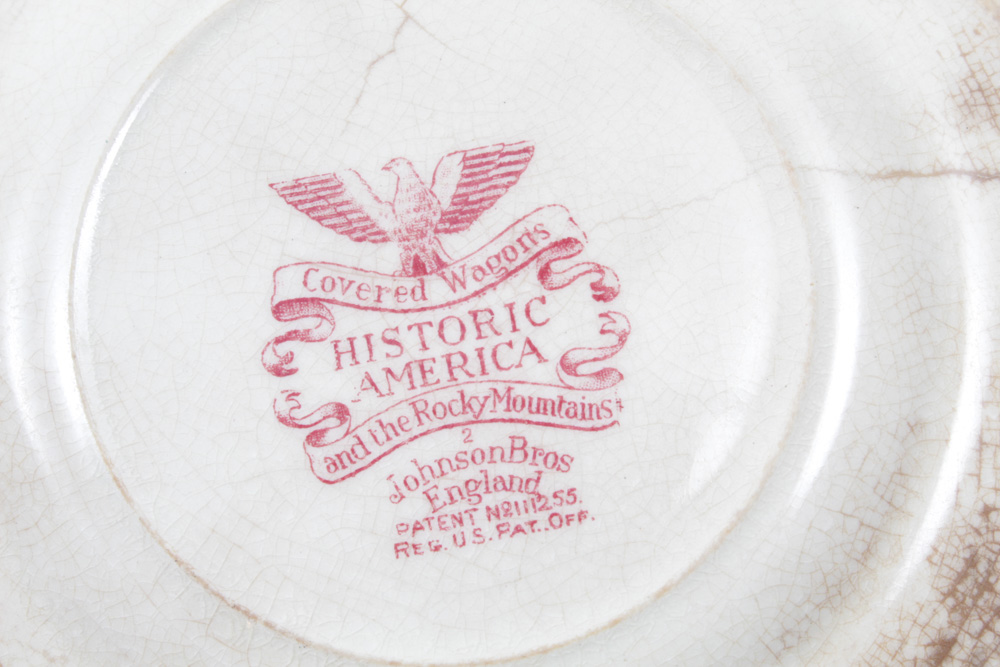 Covered Wagons
HISTORIC
AMERICA
and the Rocky Mountains
2
Johnson Bros
England
PATENT Nº 111255.
REG. U.S. PAT. OFF.